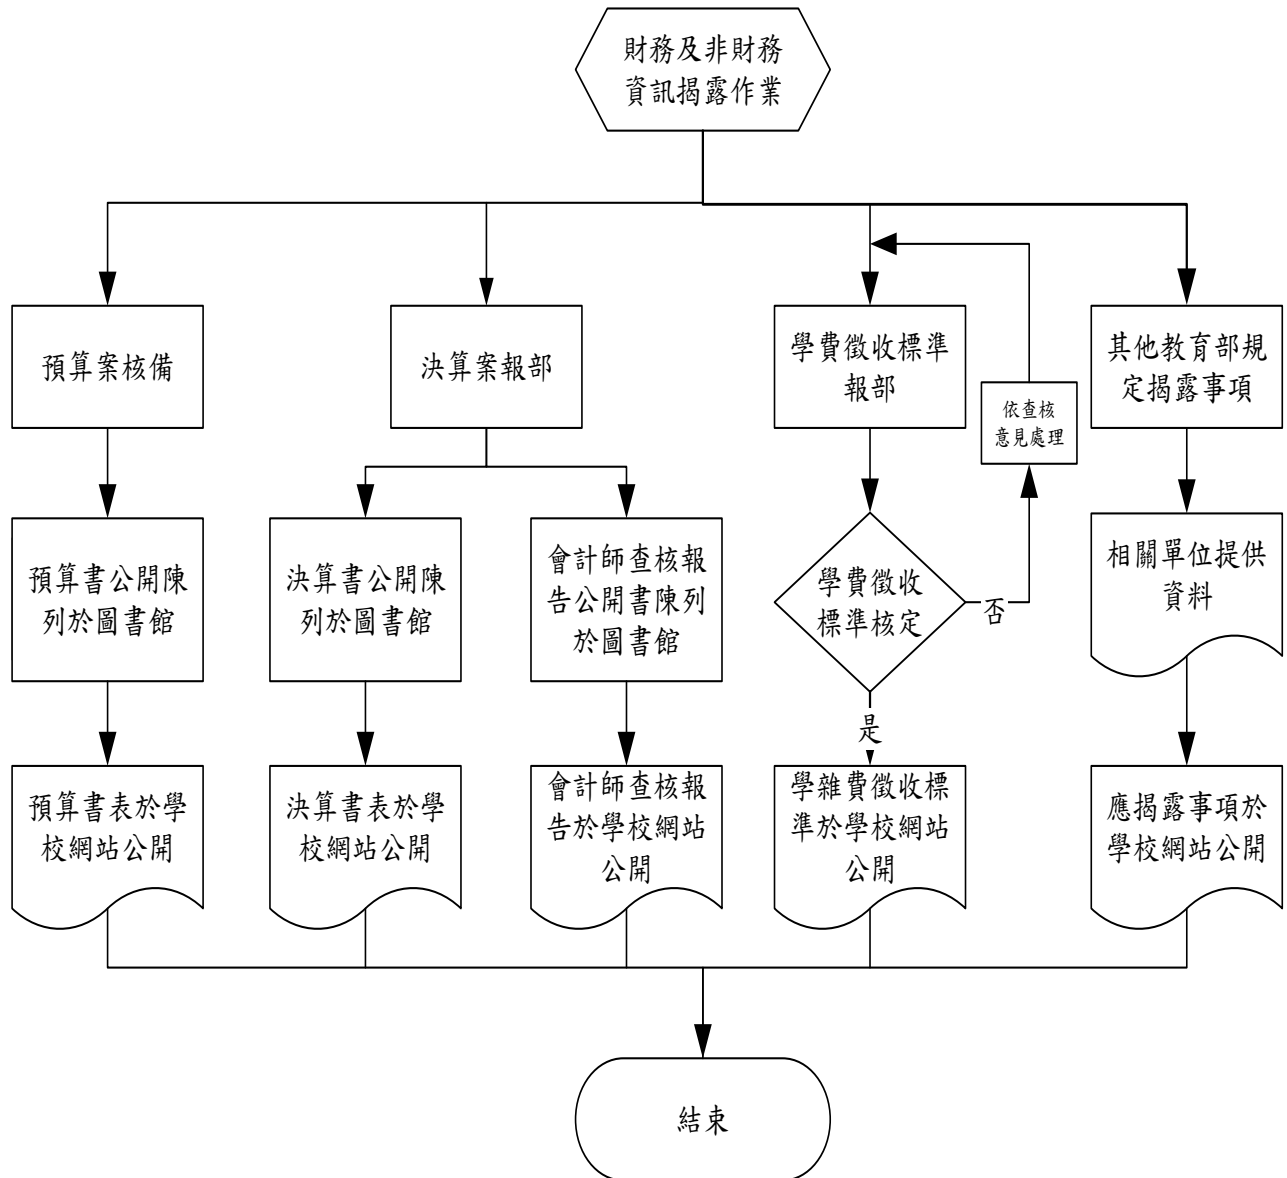 財務及非財務
資訊揭露作業
預算案核備
決算案報部
學費徵收標準
報部
其他教育部規
定揭露事項
依查核
意見處理
預算書公開陳
列於圖書館
決算書公開陳
列於圖書館
會計師查核報
告公開書陳列
於圖書館
學費徵收
標準核定
否
相關單位提供
資料
是
預算書表於學
校網站公開
決算書表於學
校網站公開
會計師查核報
告於學校網站
公開
學雜費徵收標
準於學校網站
公開
應揭露事項於
學校網站公開
結束